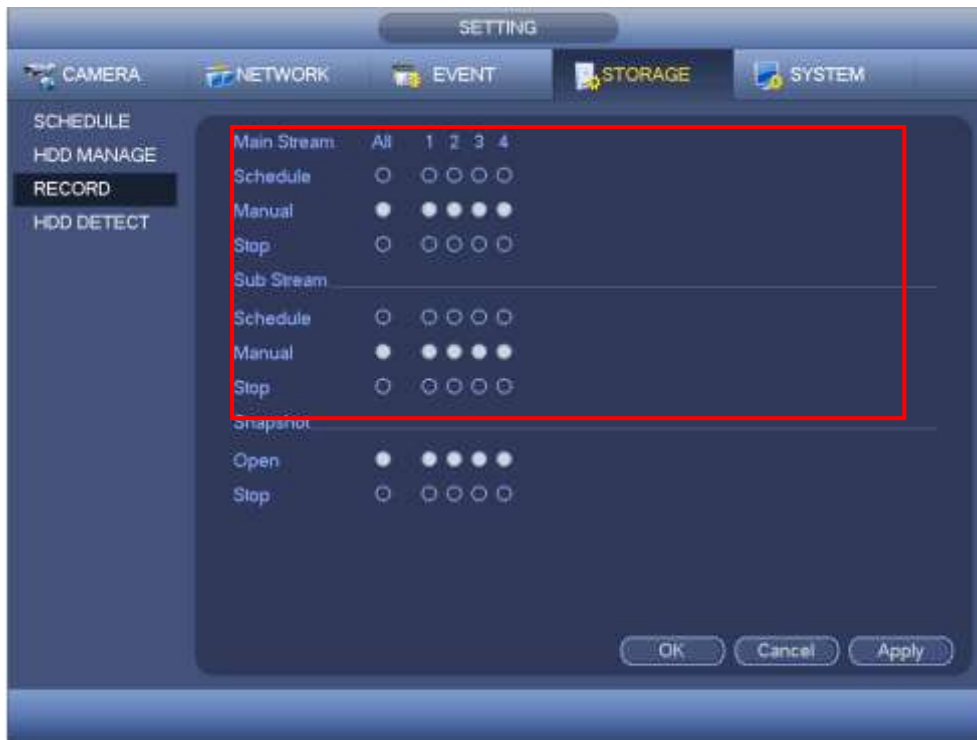 SETTING
CAMERA NETWORK EVENT STORAGE SYSTEM
SCHEDULE
HDD MANAGE
RECORD
HDD DETECT
Main Stream All 1 2 3 4
Schedule
Manual
Stop
Sub Stream
Schedule
Manual
Stop
Snapshot
Open
Stop
OK Cancel Apply